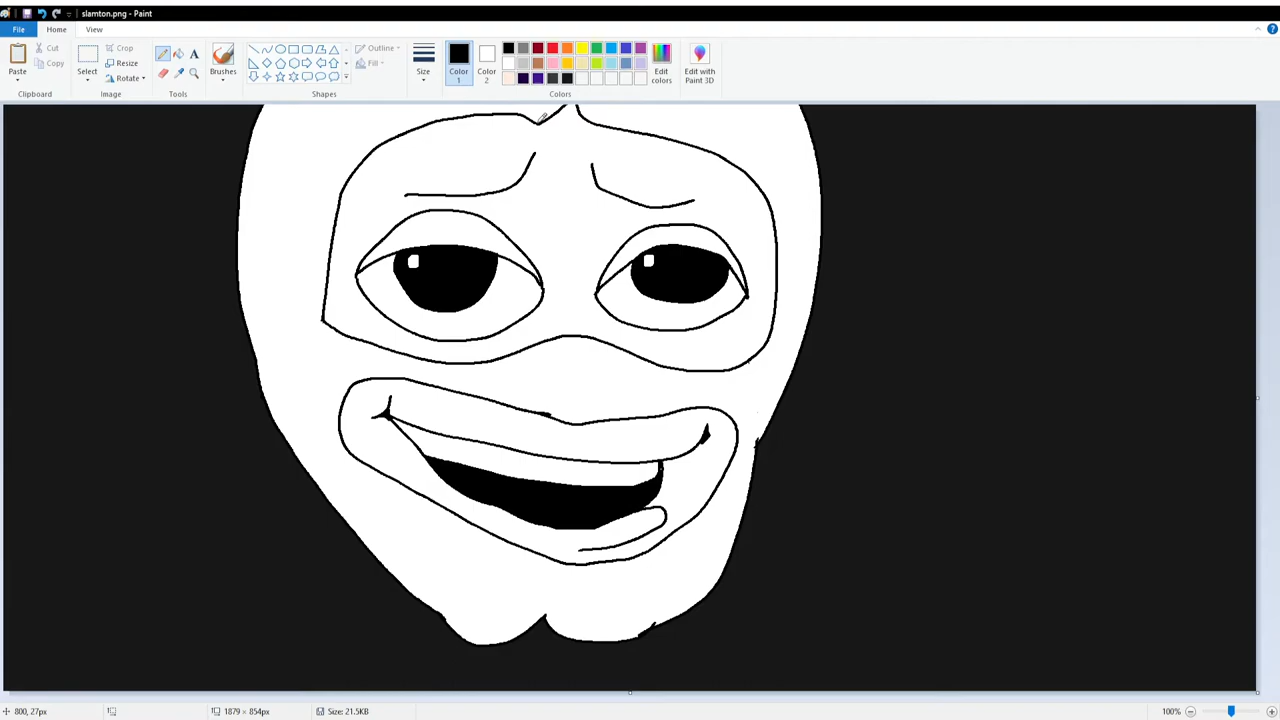 slamton.png - Paint
File Home View
Paste Cut Copy Select Crop Resize Rotate A Brushes Outline Fill Size Color 1 Color 2 Edit colors Edit with Paint 3D
Clipboard Image Tools Shapes Colors
800, 27px 1879 × 854px Size: 21.5KB 100%